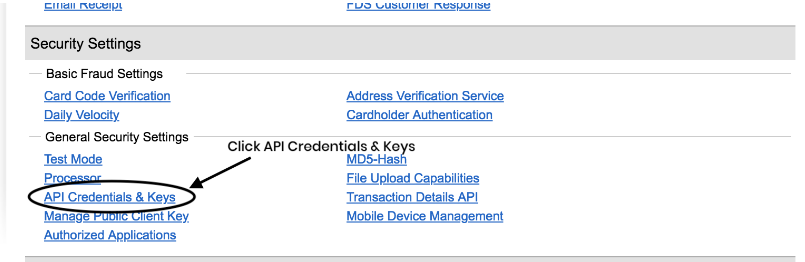 Email Receipt FDS Customer Response
Security Settings
Basic Fraud Settings
Card Code Verification Address Verification Service
Daily Velocity Cardholder Authentication
General Security Settings
Click API Credentials & Keys
Test Mode MD5-Hash
Processor File Upload Capabilities
API Credentials & Keys Transaction Details API
Manage Public Client Key Mobile Device Management
Authorized Applications